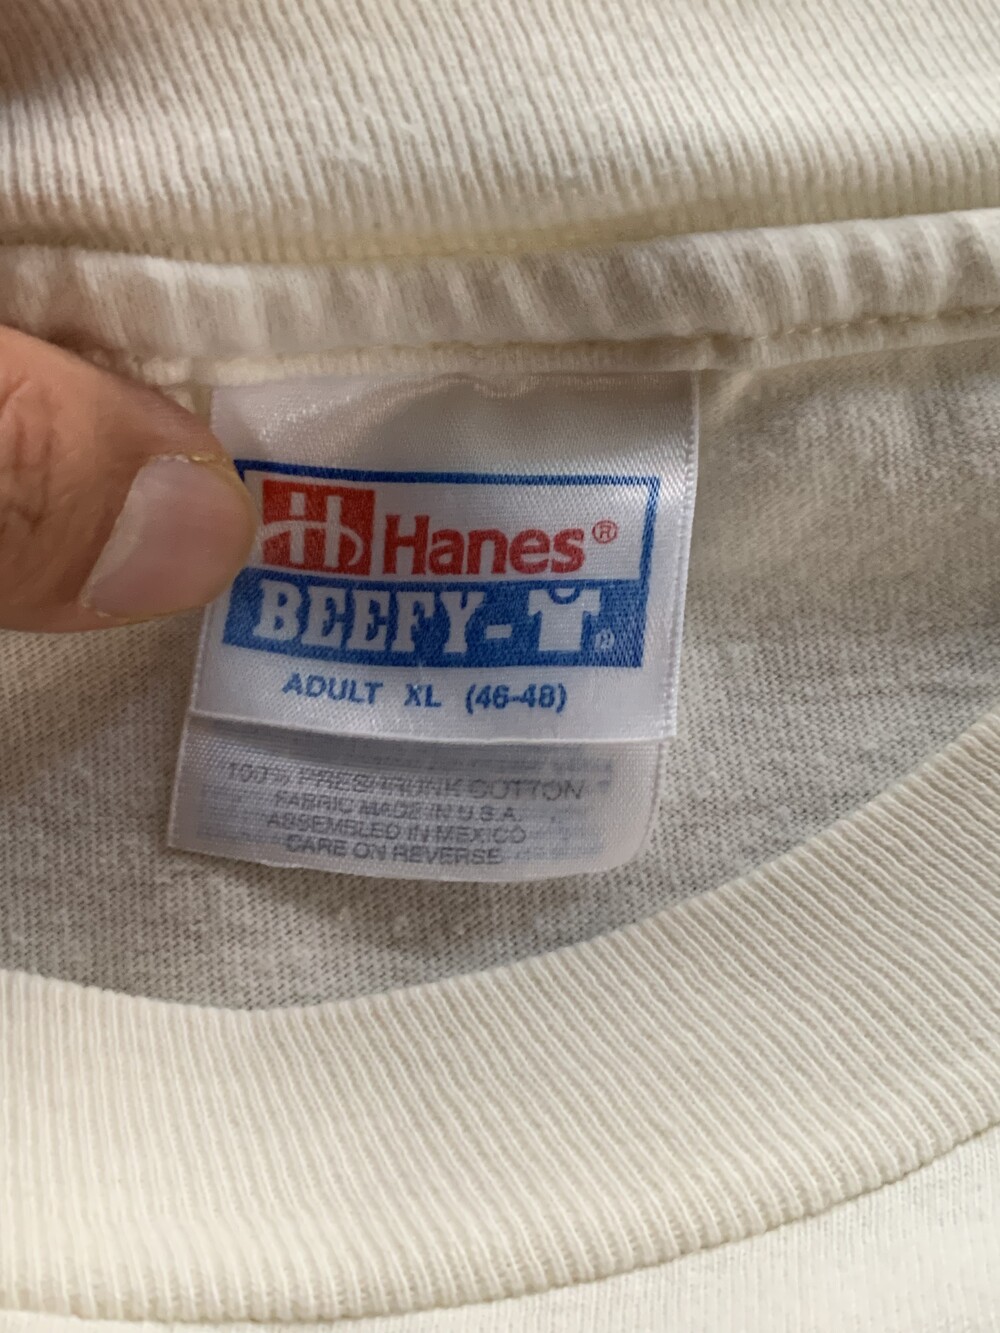 Hanes®
BEEFY-T®
ADULT XL (46-48)
100% PRESHRUNK COTTON
FABRIC MADE IN U.S.A.
ASSEMBLED IN MEXICO
CARE ON REVERSE